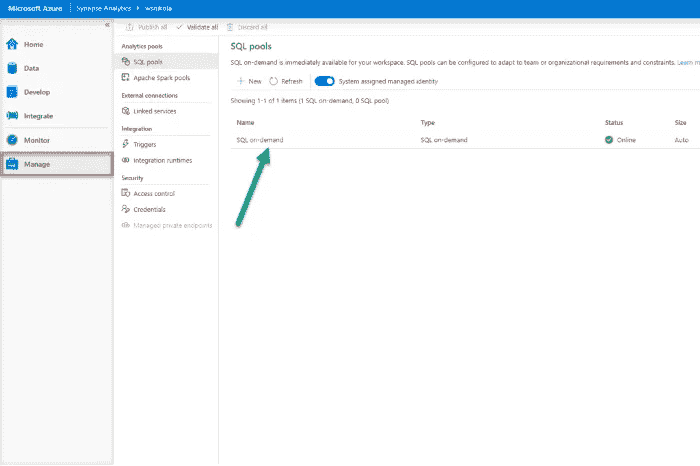 Microsoft Azure | Synapse Analytics ▸ wsnikola
«
Home
Data
Develop
Integrate
Monitor
Manage
Publish all Validate all Discard all
Analytics pools
SQL pools
Apache Spark pools
External connections
Linked services
Integration
Triggers
Integration runtimes
Security
Access control
Credentials
Managed private endpoints
SQL pools
SQL on-demand is immediately available for your workspace. SQL pools can be configured to adapt to team or organizational requirements and constraints. Learn m
New Refresh System assigned managed identity
Showing 1-1 of 1 items (1 SQL on-demand, 0 SQL pool)
Name Type Status Size
SQL on-demand SQL on-demand Online Auto